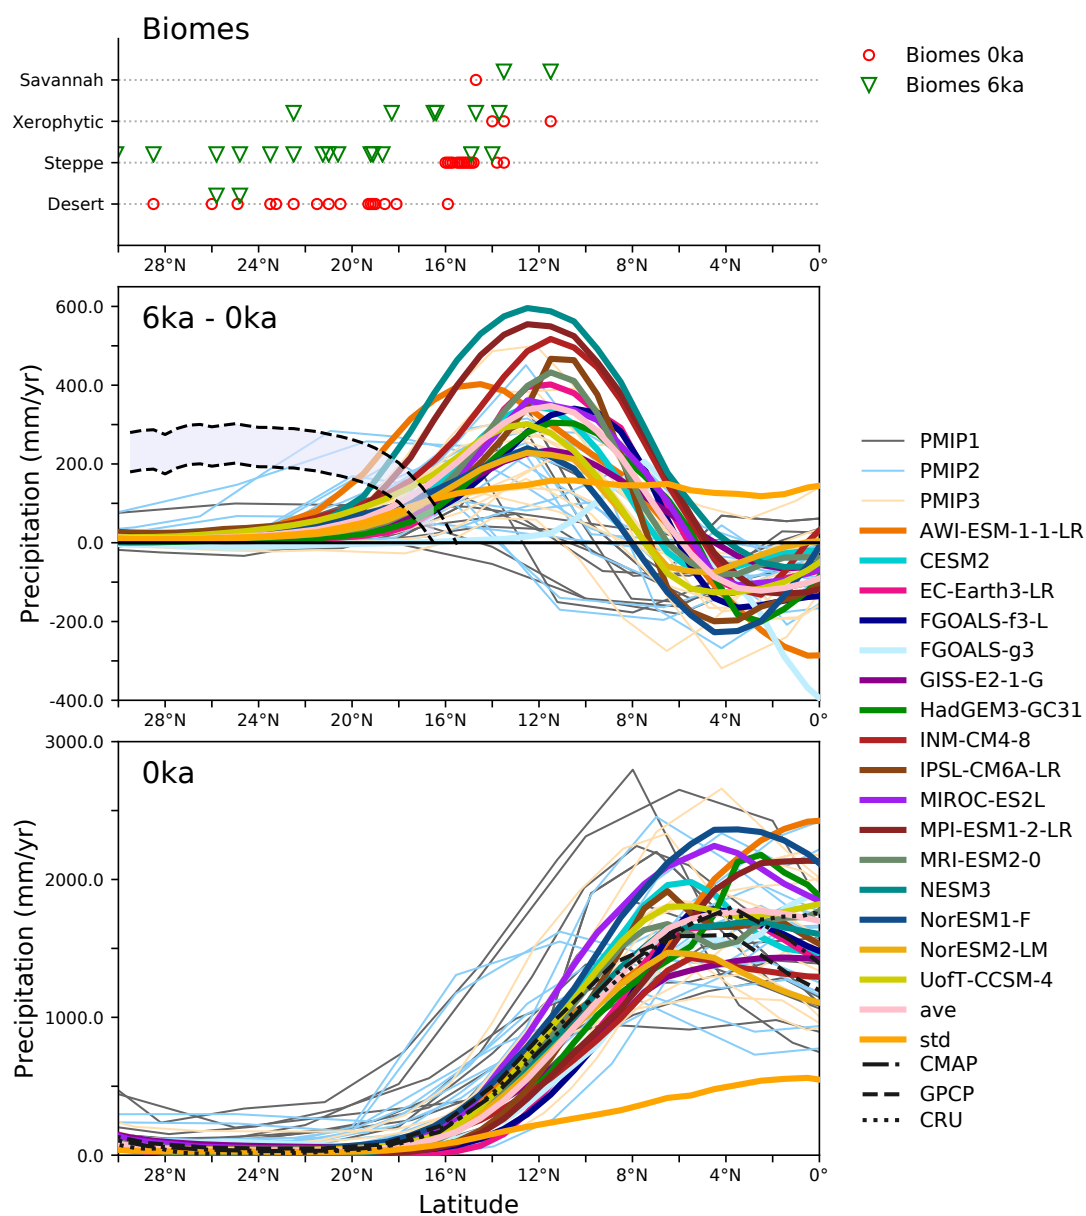 Biomes
Savannah
Xerophytic
Steppe
Desert
28°N 24°N 20°N 16°N 12°N 8°N 4°N 0°
Biomes 0ka
Biomes 6ka
6ka - 0ka
Precipitation (mm/yr)
600.0
400.0
200.0
0.0
-200.0
-400.0
28°N 24°N 20°N 16°N 12°N 8°N 4°N 0°
PMIP1
PMIP2
PMIP3
AWI-ESM-1-1-LR
CESM2
EC-Earth3-LR
FGOALS-f3-L
FGOALS-g3
GISS-E2-1-G
HadGEM3-GC31
INM-CM4-8
IPSL-CM6A-LR
MIROC-ES2L
MPI-ESM1-2-LR
MRI-ESM2-0
NESM3
NorESM1-F
NorESM2-LM
UofT-CCSM-4
ave
std
CMAP
GPCP
CRU
0ka
Precipitation (mm/yr)
3000.0
2000.0
1000.0
0.0
28°N 24°N 20°N 16°N 12°N 8°N 4°N 0°
Latitude